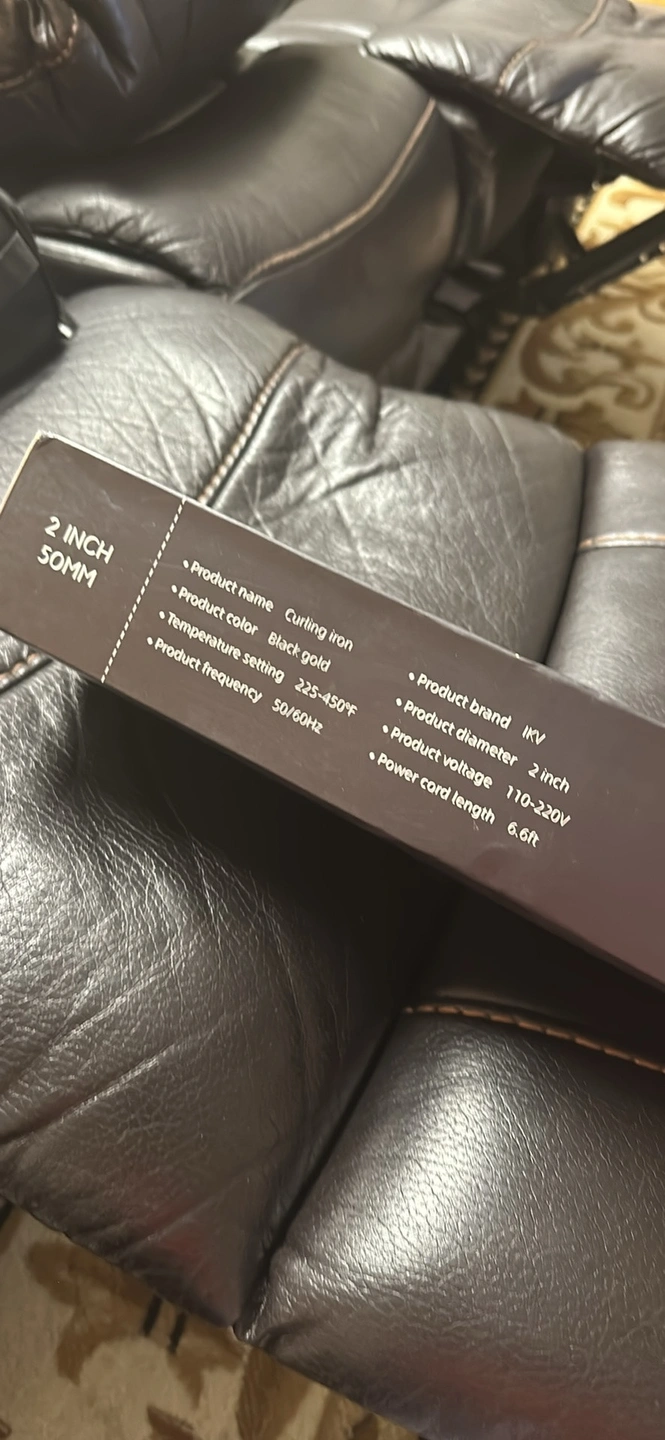 2 INCH
50MM
• Product name Curling iron
• Product color Black gold
• Temperature setting 225-450°F
• Product frequency 50/60Hz
• Product brand IKV
• Product diameter 2 inch
• Product voltage 110-220V
• Power cord length 6.6ft